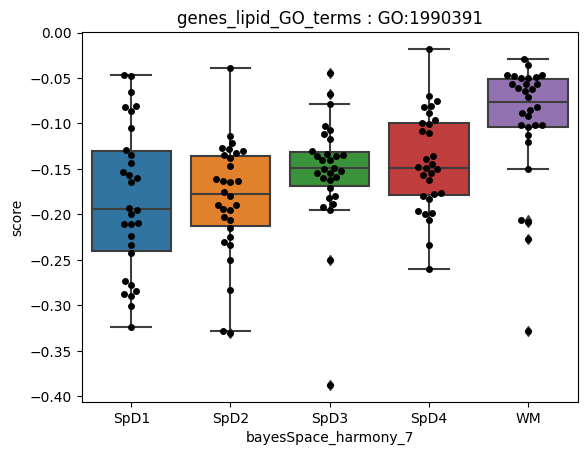 genes_lipid_GO_terms : GO:1990391
0.00
−0.05
−0.10
−0.15
−0.20
−0.25
−0.30
−0.35
−0.40
score
SpD1 SpD2 SpD3 SpD4 WM
bayesSpace_harmony_7